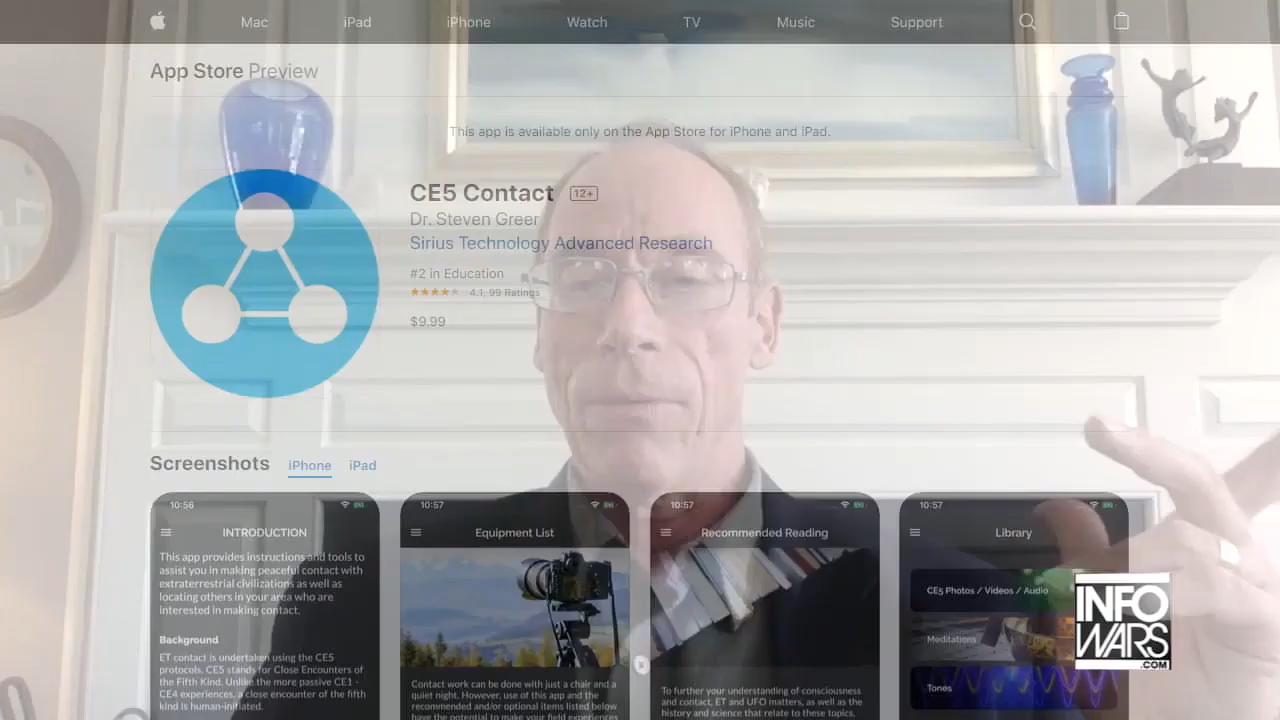 Mac iPad iPhone Watch TV Music Support
App Store Preview
This app is available only on the App Store for iPhone and iPad.
CE5 Contact 12+
Dr. Steven Greer
Sirius Technology Advanced Research
#2 in Education
4.1, 99 Ratings
$9.99
Screenshots iPhone iPad
10:56
INTRODUCTION
This app provides instructions and tools to
assist you in making peaceful contact with
extraterrestrial civilizations as well as
locating others in your area who are
interested in making contact.
Background
ET contact is undertaken using the CE5
protocols. CE5 stands for Close Encounters of
the Fifth Kind. Unlike the more passive CE1 -
CE4 experiences, a close encounter of the fifth
kind is human-initiated.
10:57
Equipment List
Contact work can be done with just a chair and a
quiet night. However, use of this app and the
recommended and/or optional items listed below
have the potential to make your field experiences
10:57
Recommended Reading
To further your understanding of consciousness
and contact, ET and UFO matters, as well as the
history and science that relate to these topics,
10:57
Library
CE5 Photos / Videos / Audio
Meditations
Tones
INFO
WARS
.COM